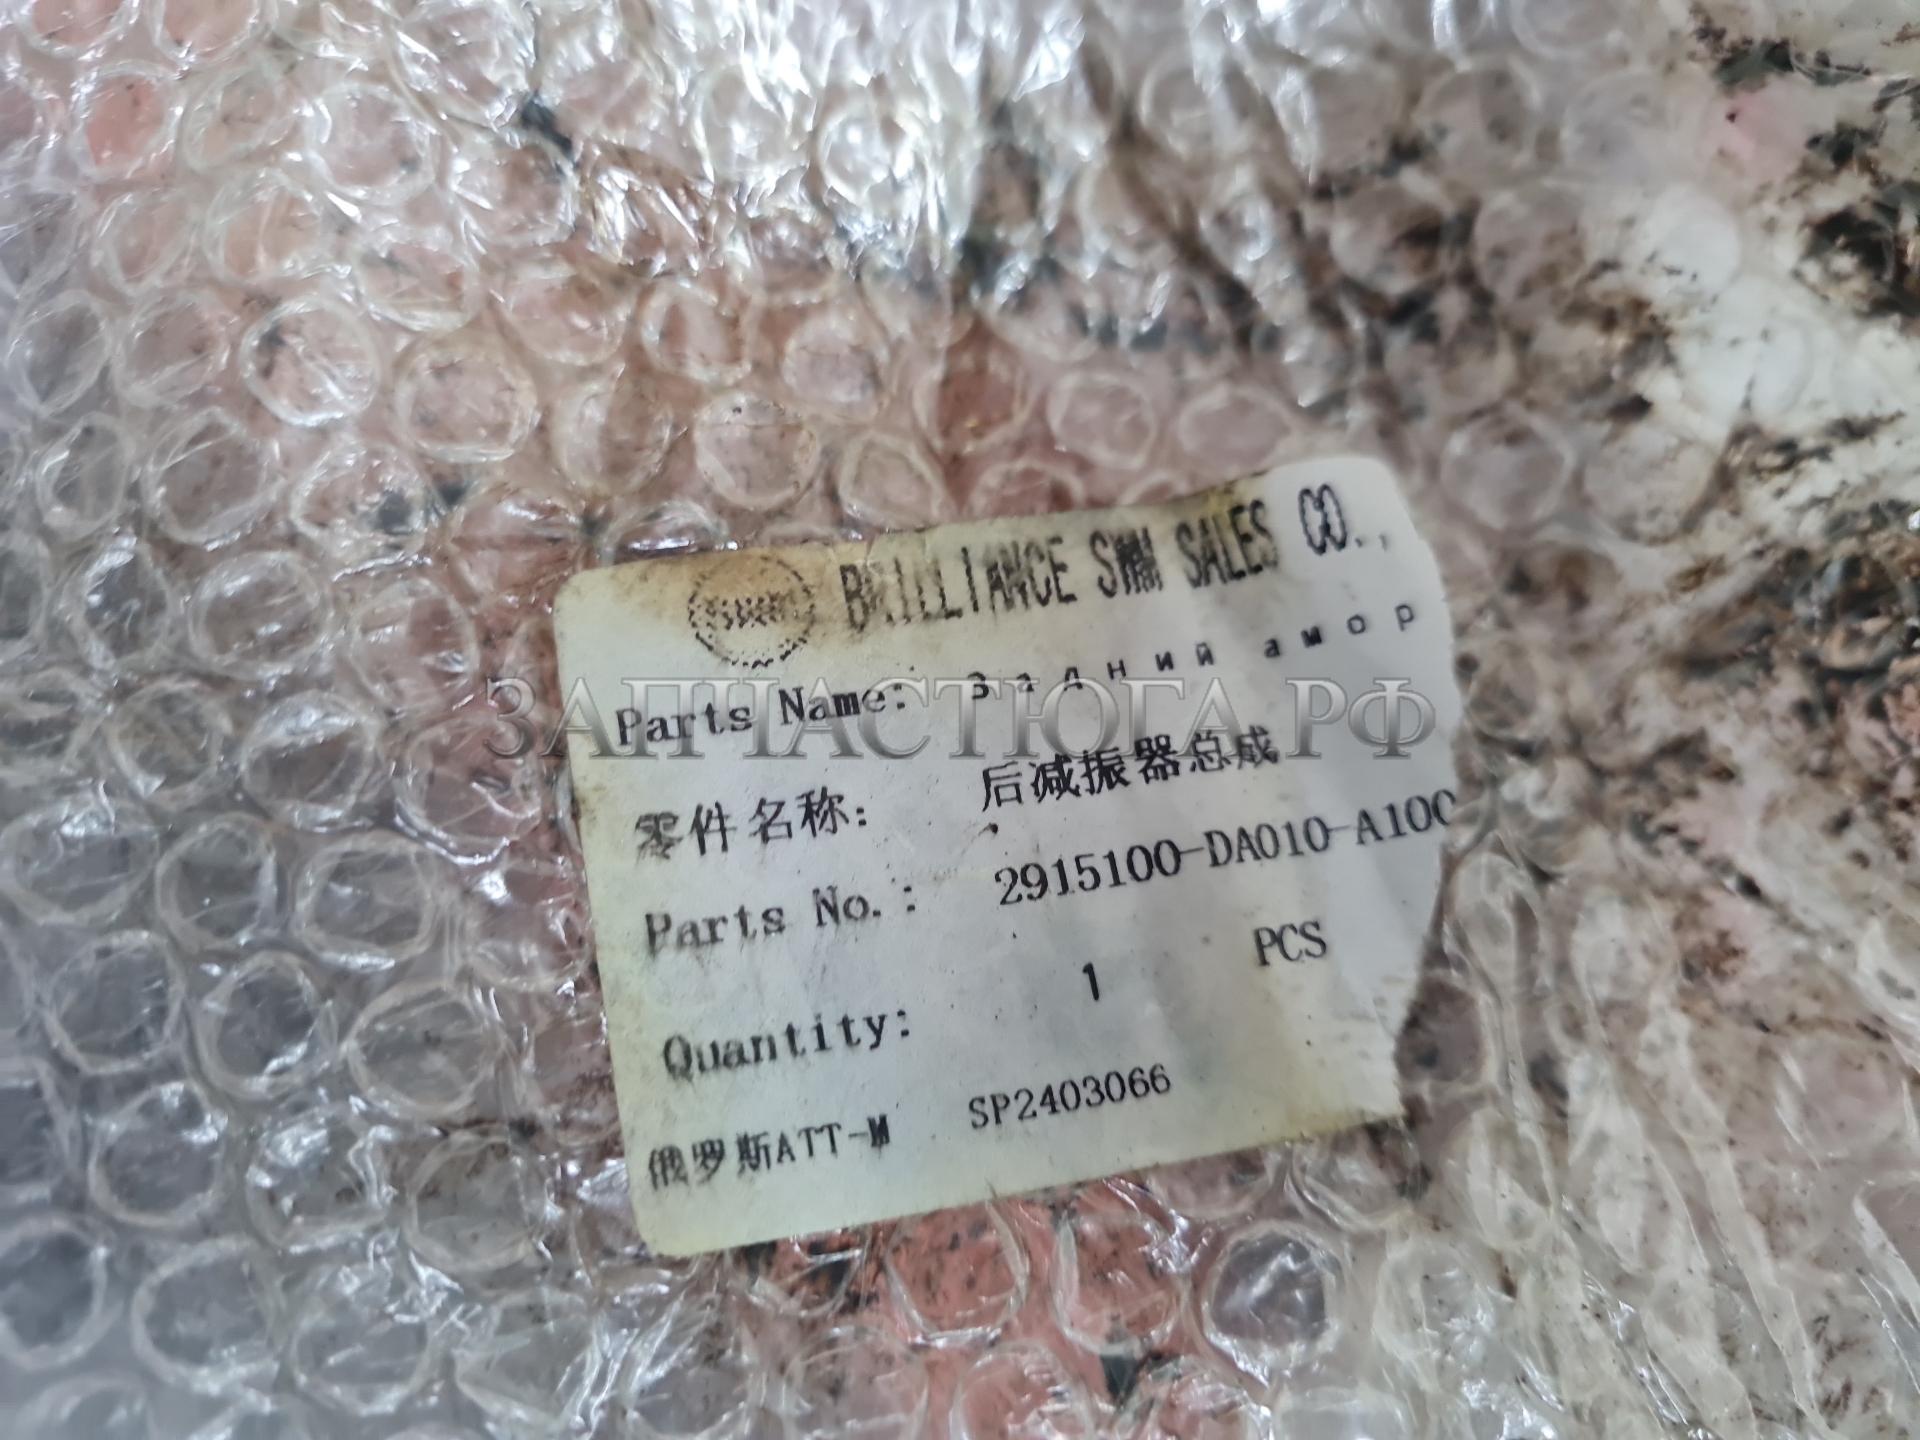 BRILLIANCE SWM SALES CO.,
Parts Name: Задний амор
零件名称: 后减振器总成
Parts No.: 2915100-DA010-A100
Quantity: 1 PCS
俄罗斯ATT-M SP2403066
ЗАПЧАСТЮГА.РФ